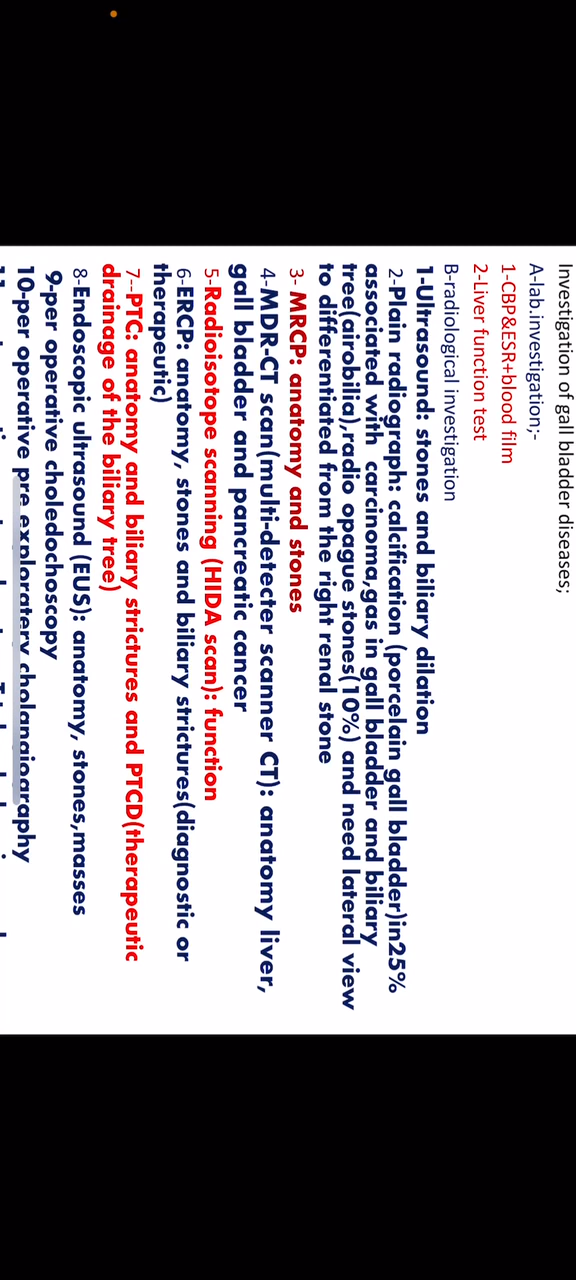 Investigation of gall bladder diseases;
A-lab.investigation;-
1-CBP&ESR+blood film
2-Liver function test
B-radiological investigation
1-Ultrasound: stones and biliary dilation
2-Plain radiograph: calcification (porcelain gall bladder)in25%
associated with carcinoma,gas in gall bladder and biliary
tree(airobilia),radio opague stones(10%) and need lateral view
to differentiated from the right renal stone
3- MRCP: anatomy and stones
4-MDR-CT scan(multi-detecter scanner CT): anatomy liver,
gall bladder and pancreatic cancer
5-Radioisotope scanning (HIDA scan): function
6-ERCP: anatomy, stones and biliary strictures(diagnostic or
therapeutic)
7--PTC: anatomy and biliary strictures and PTCD(therapeutic
drainage of the biliary tree)
8-Endoscopic ultrasound (EUS): anatomy, stones,masses
9-per operative choledochoscopy
10-per operative pre exploratery cholangiography